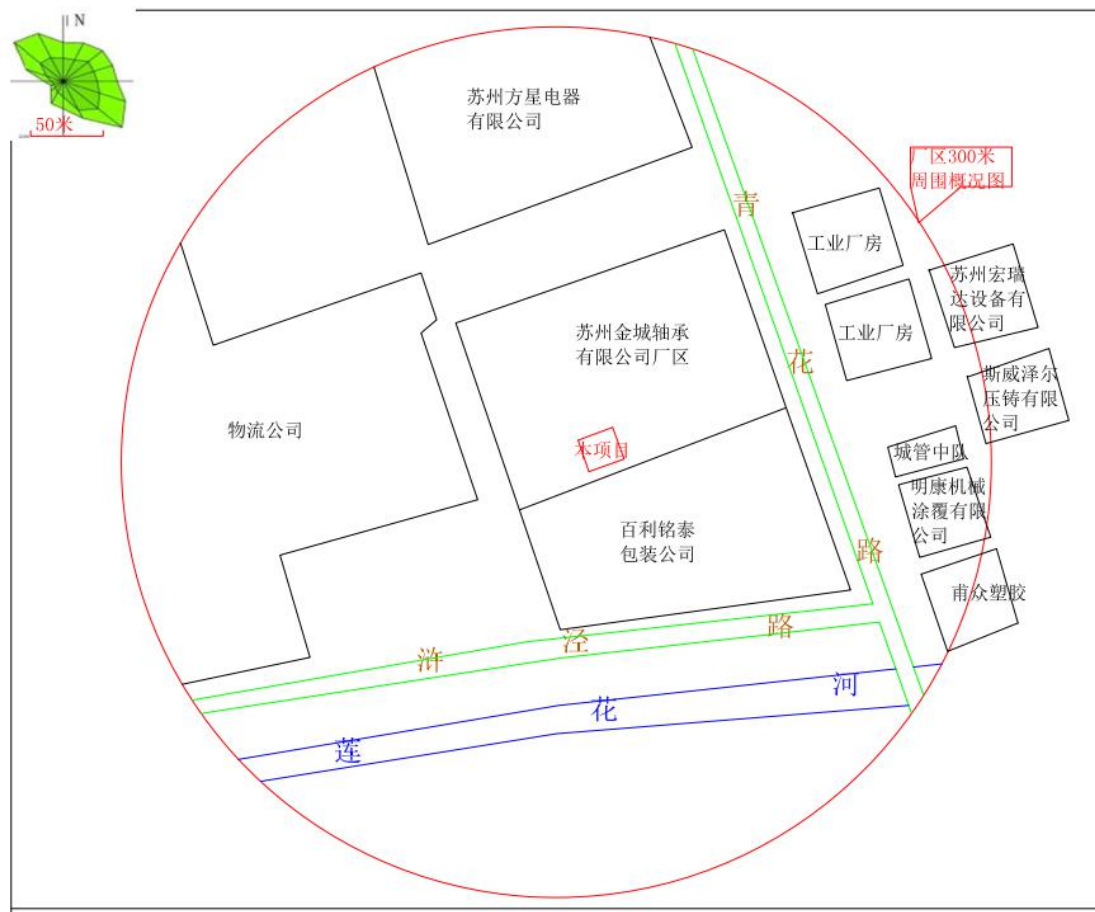 N
50米
苏州方星电器
有限公司
厂区300米
周围概况图
青
花
路
工业厂房
工业厂房
苏州宏瑞
达设备有
限公司
斯威泽尔
压铸有限
公司
苏州金城轴承
有限公司厂区
物流公司
本项目
城管中队
明康机械
涂覆有限
公司
百利铭泰
包装公司
甫众塑胶
浒泾路
莲花河